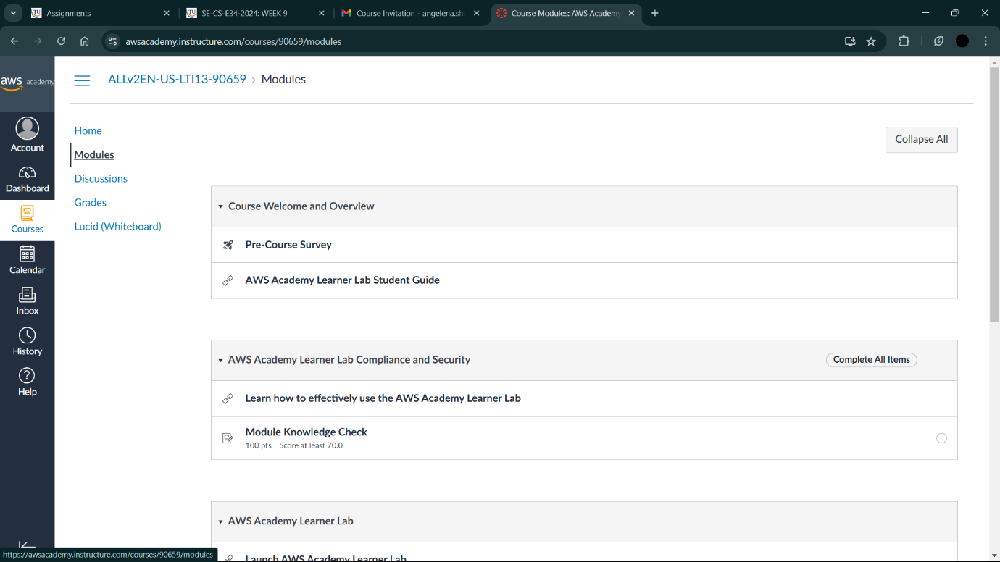 Assignments
SE-CS-E34-2024: WEEK 9
Course Invitation - angelena.sh
Course Modules: AWS Academy
awsacademy.instructure.com/courses/90659/modules
aws academy
ALLv2EN-US-LTI13-90659 > Modules
Account
Dashboard
Courses
Calendar
Inbox
History
Help
Home
Modules
Discussions
Grades
Lucid (Whiteboard)
Collapse All
Course Welcome and Overview
Pre-Course Survey
AWS Academy Learner Lab Student Guide
AWS Academy Learner Lab Compliance and Security
Complete All Items
Learn how to effectively use the AWS Academy Learner Lab
Module Knowledge Check
100 pts Score at least 70.0
AWS Academy Learner Lab
Launch AWS Academy Learner Lab
https://awsacademy.instructure.com/courses/90659/modules